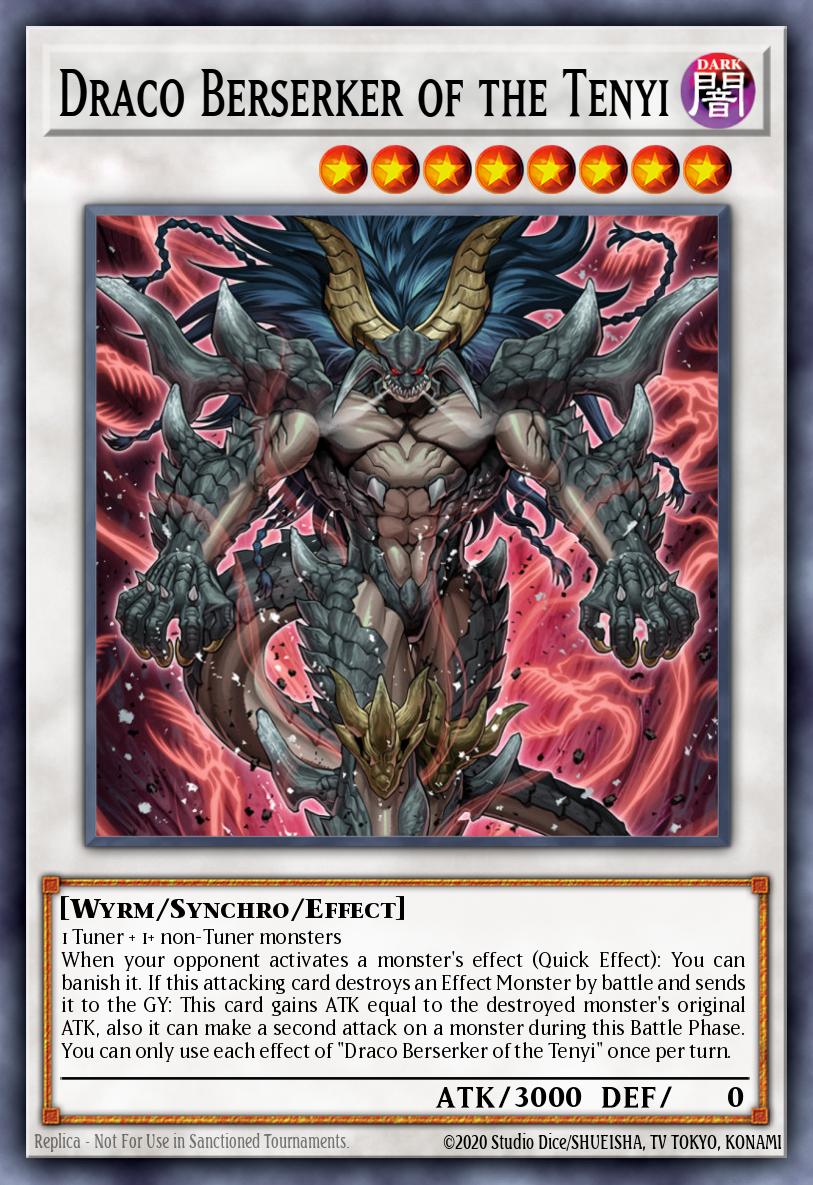 Draco Berserker of the Tenyi
DARK
闇
[Wyrm/Synchro/Effect]
1 Tuner + 1+ non-Tuner monsters
When your opponent activates a monster's effect (Quick Effect): You can
banish it. If this attacking card destroys an Effect Monster by battle and sends
it to the GY: This card gains ATK equal to the destroyed monster's original
ATK, also it can make a second attack on a monster during this Battle Phase.
You can only use each effect of "Draco Berserker of the Tenyi" once per turn.
ATK/3000 DEF/ 0
Replica - Not For Use in Sanctioned Tournaments.
©2020 Studio Dice/SHUEISHA, TV TOKYO, KONAMI